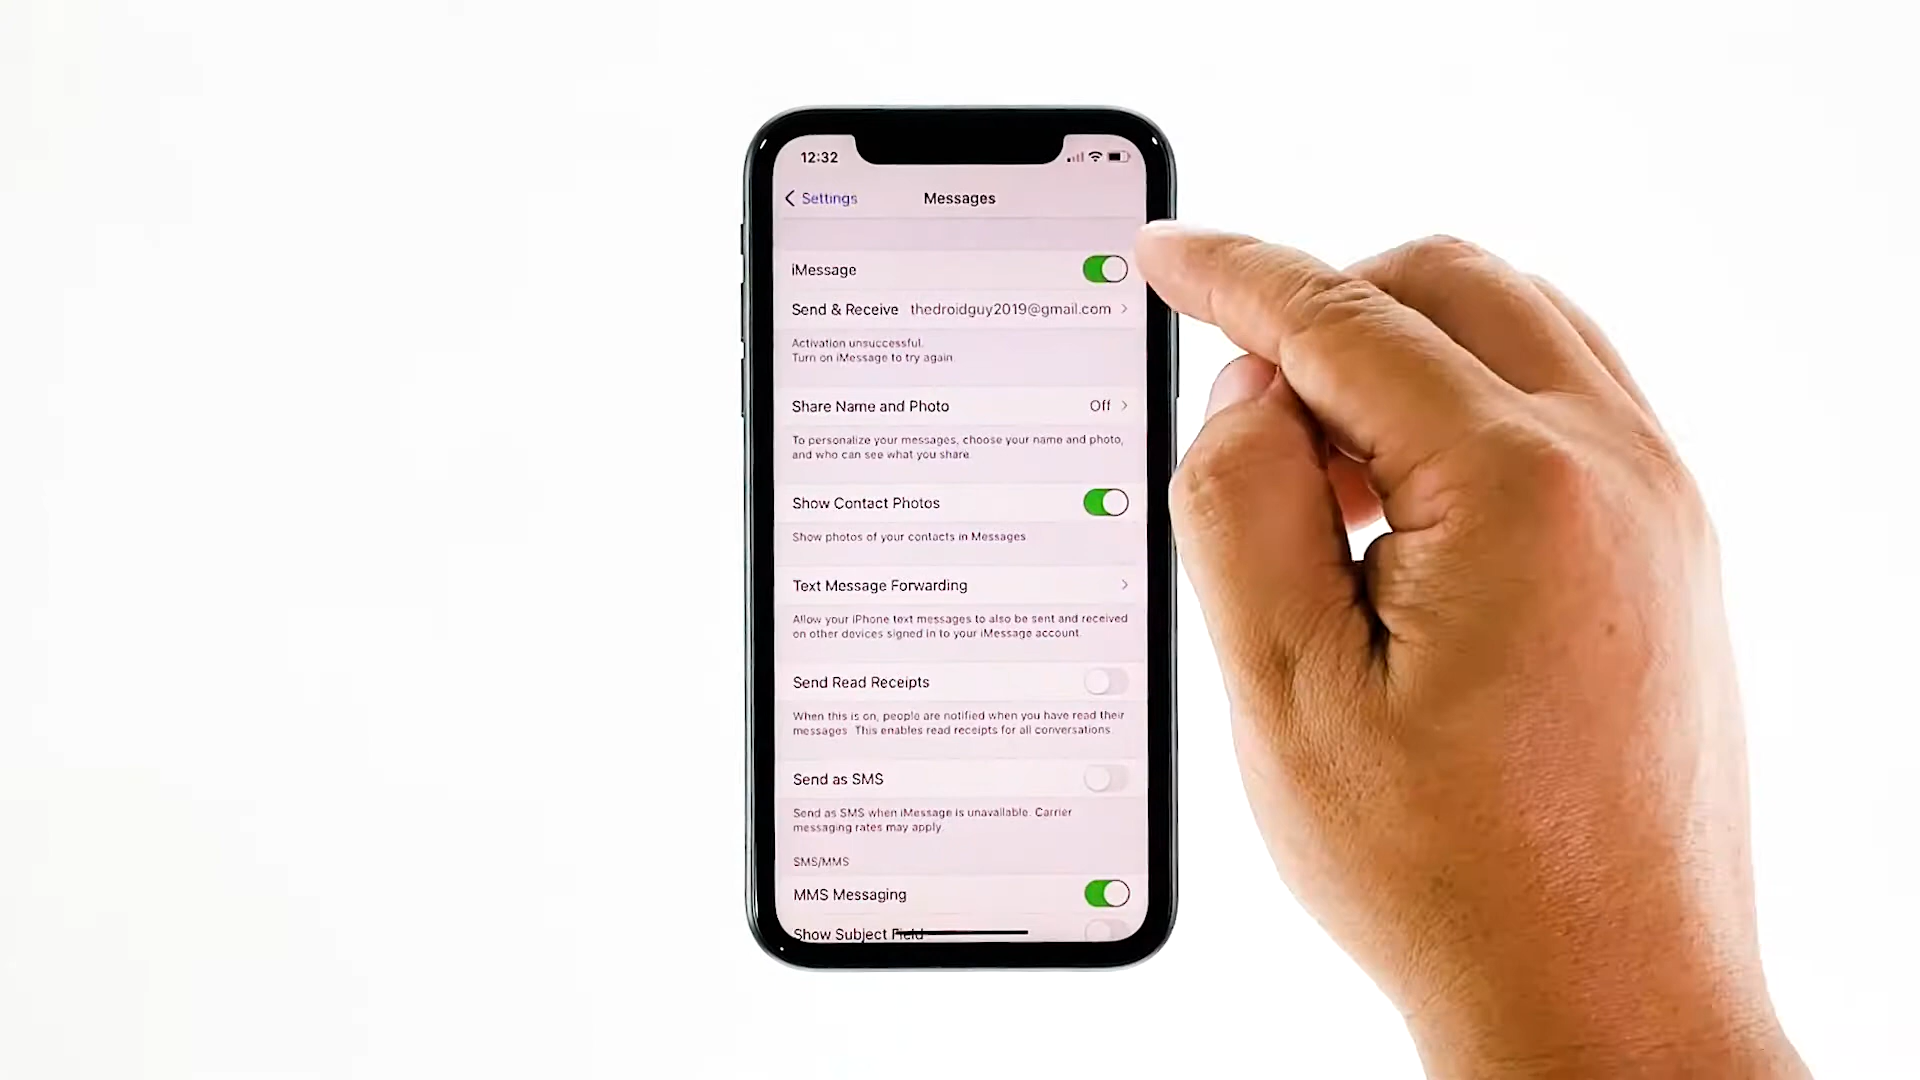 12:32
Settings
Messages
iMessage
Send & Receive thedroidguy2019@gmail.com
Activation unsuccessful.
Turn on iMessage to try again.
Share Name and Photo Off
To personalize your messages, choose your name and photo,
and who can see what you share.
Show Contact Photos
Show photos of your contacts in Messages
Text Message Forwarding
Allow your iPhone text messages to also be sent and received
on other devices signed in to your iMessage account.
Send Read Receipts
When this is on, people are notified when you have read their
messages. This enables read receipts for all conversations.
Send as SMS
Send as SMS when iMessage is unavailable. Carrier
messaging rates may apply.
SMS/MMS
MMS Messaging
Show Subject Field